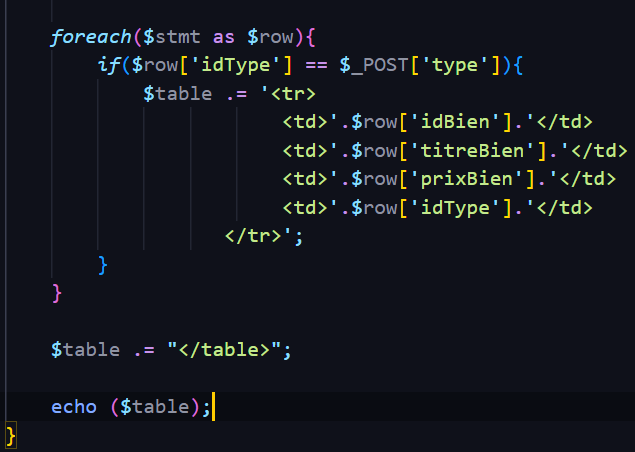 foreach($stmt as $row){
if($row['idType'] == $_POST['type']){
$table .= '<tr>
<td>'.$row['idBien'].'</td>
<td>'.$row['titreBien'].'</td>
<td>'.$row['prixBien'].'</td>
<td>'.$row['idType'].'</td>
</tr>';
}
}
$table .= "</table>";
echo ($table);
}